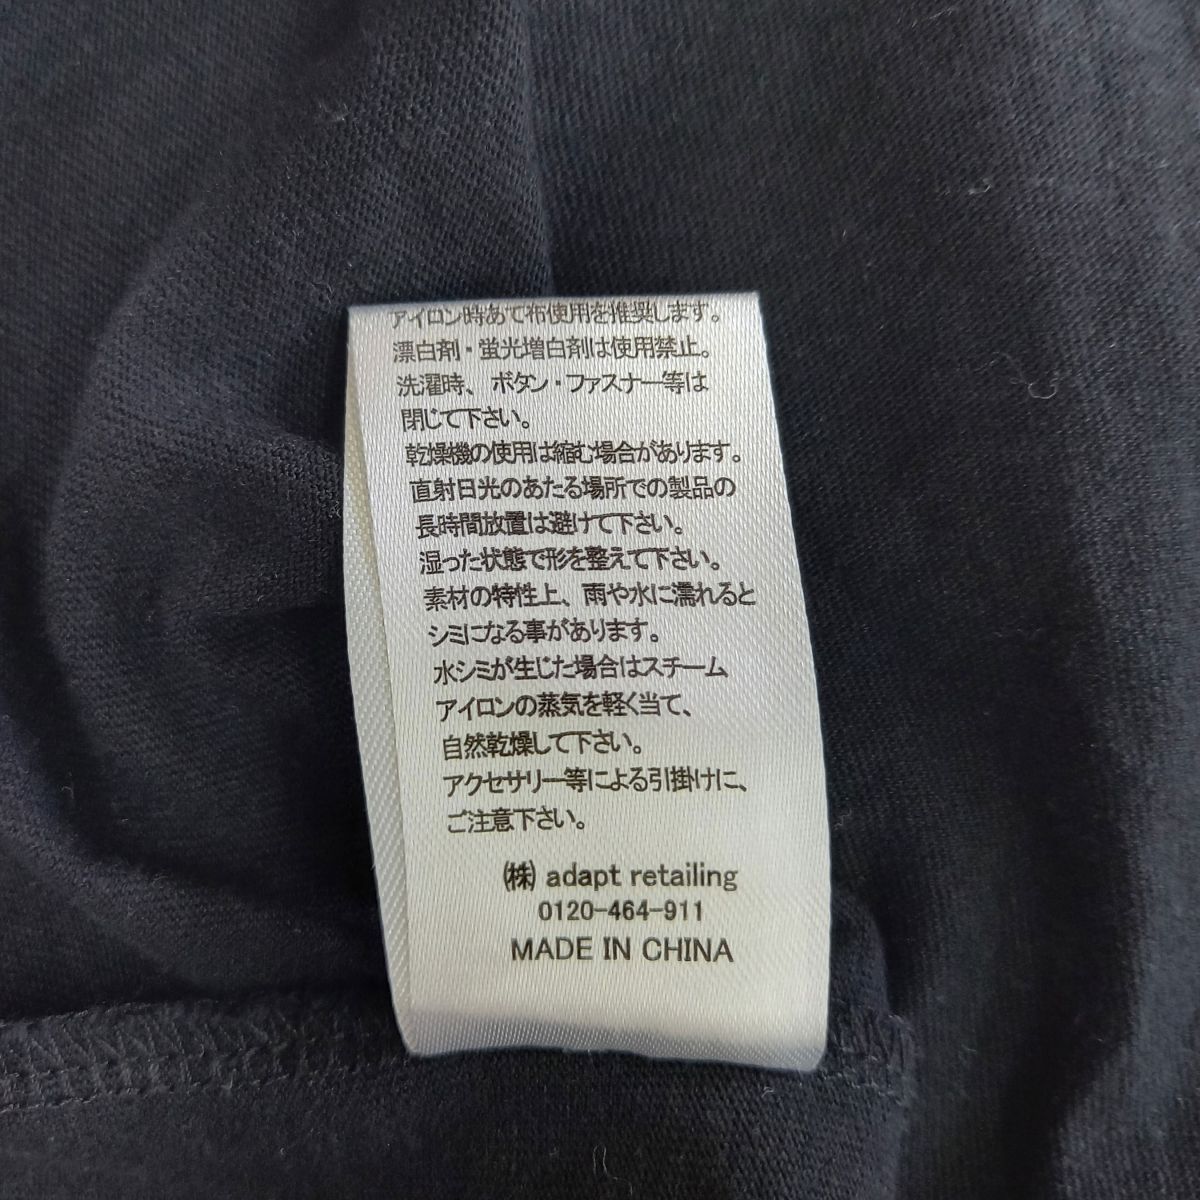 アイロン時あて布使用を推奨します。
漂白剤・蛍光増白剤は使用禁止。
洗濯時、ボタン・ファスナー等は
閉じて下さい。
乾燥機の使用は縮む場合があります。
直射日光のあたる場所での製品の
長時間放置は避けて下さい。
湿った状態で形を整えて下さい。
素材の特性上、雨や水に濡れると
シミになる事があります。
水シミが生じた場合はスチーム
アイロンの蒸気を軽く当て、
自然乾燥して下さい。
アクセサリー等による引掛けに、
ご注意下さい。
㈱ adapt retailing
0120-464-911
MADE IN CHINA